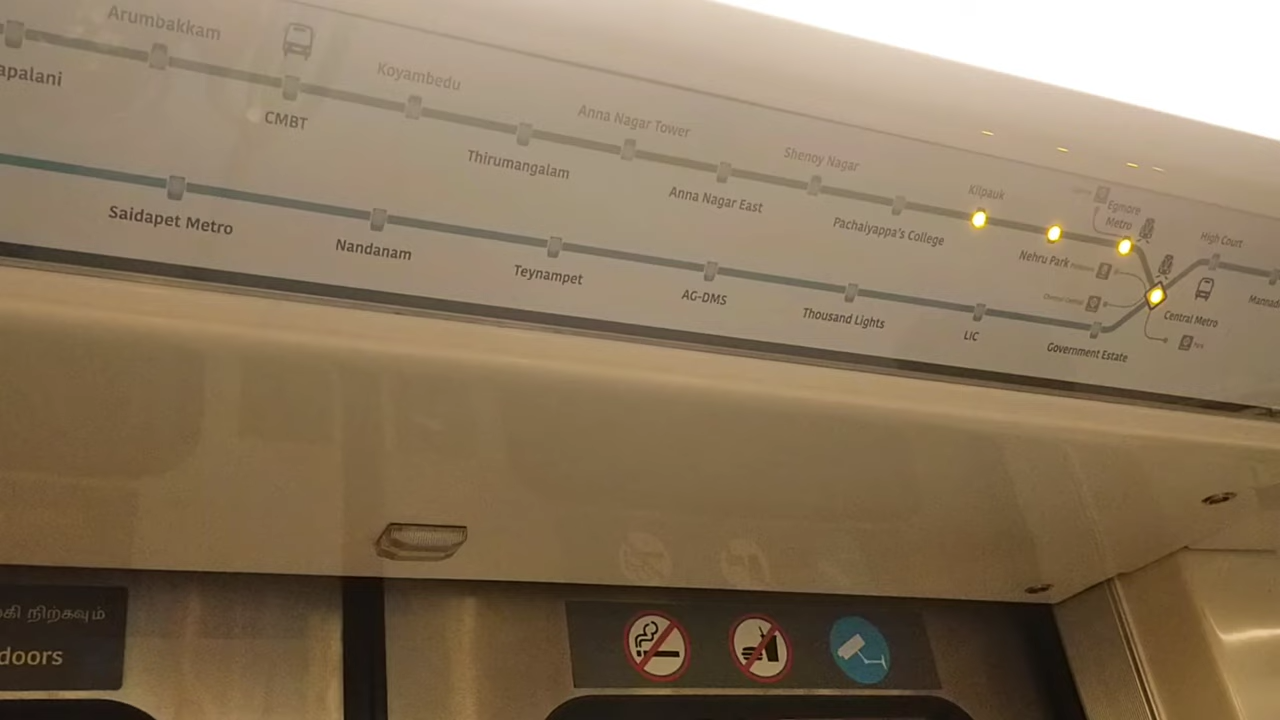 Arumbakkam
apalani
CMBT
Koyambedu
Thirumangalam
Anna Nagar Tower
Anna Nagar East
Shenoy Nagar
Pachaiyappa's College
Kilpauk
Nehru Park
Egmore
Metro
High Court
Central Metro
Saidapet Metro
Nandanam
Teynampet
AG-DMS
Thousand Lights
LIC
Government Estate
நிற்கவும்
doors